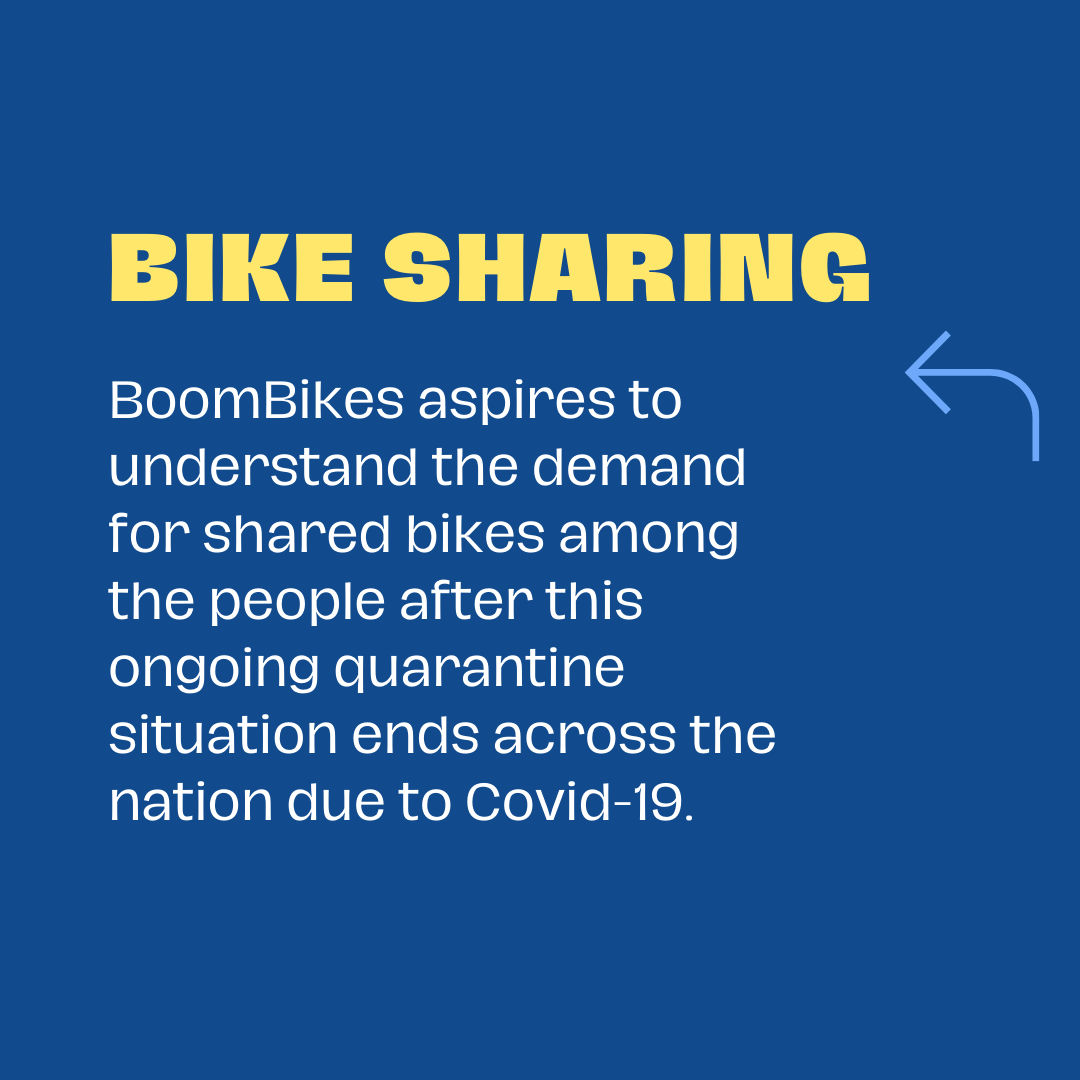 BIKE SHARING
BoomBikes aspires to
understand the demand
for shared bikes among
the people after this
ongoing quarantine
situation ends across the
nation due to Covid-19.